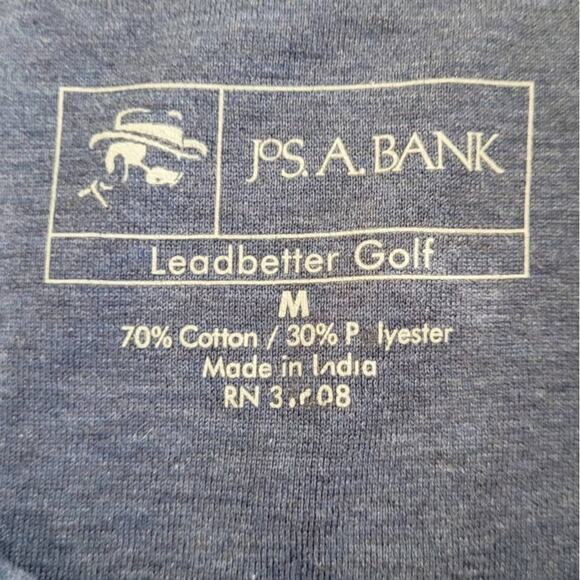 JoS. A. BANK
Leadbetter Golf
M
70% Cotton / 30% P lyester
Made in India
RN